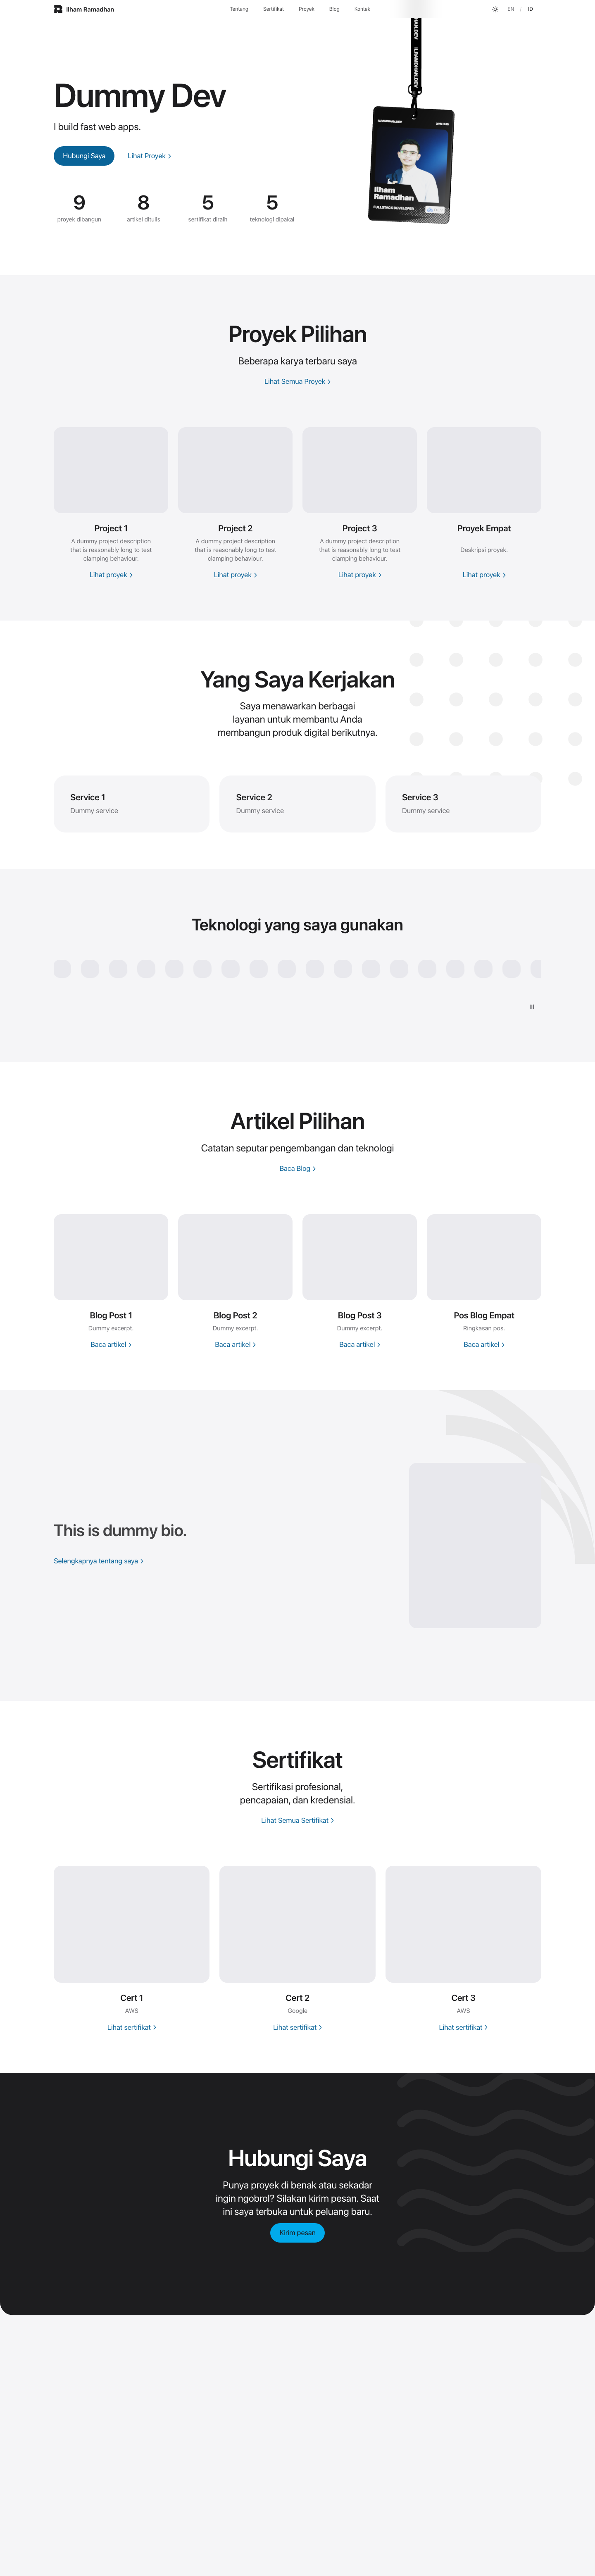 Ilham Ramadhan
Tentang
Sertifikat
Proyek
Blog
Kontak
EN | ID
Dummy Dev
I build fast web apps.
Hubungi Saya
Lihat Proyek
9
proyek dibangun
8
artikel ditulis
5
sertifikat diraih
5
teknologi dipakai
Ilham
Ramadhan
FULLSTACK DEVELOPER
Proyek Pilihan
Beberapa karya terbaru saya
Lihat Semua Proyek
Project 1
A dummy project description
that is reasonably long to test
clamping behaviour.
Lihat proyek
Project 2
A dummy project description
that is reasonably long to test
clamping behaviour.
Lihat proyek
Project 3
A dummy project description
that is reasonably long to test
clamping behaviour.
Lihat proyek
Proyek Empat
Deskripsi proyek.
Lihat proyek
Yang Saya Kerjakan
Saya menawarkan berbagai
layanan untuk membantu Anda
membangun produk digital berikutnya.
Service 1
Dummy service
Service 2
Dummy service
Service 3
Dummy service
Teknologi yang saya gunakan
Artikel Pilihan
Catatan seputar pengembangan dan teknologi
Baca Blog
Blog Post 1
Dummy excerpt.
Baca artikel
Blog Post 2
Dummy excerpt.
Baca artikel
Blog Post 3
Dummy excerpt.
Baca artikel
Pos Blog Empat
Ringkasan pos.
Baca artikel
This is dummy bio.
Selengkapnya tentang saya
Sertifikat
Sertifikasi profesional,
pencapaian, dan kredensial.
Lihat Semua Sertifikat
Cert 1
AWS
Lihat sertifikat
Cert 2
Google
Lihat sertifikat
Cert 3
AWS
Lihat sertifikat
Hubungi Saya
Punya proyek di benak atau sekadar
ingin ngobrol? Silakan kirim pesan. Saat
ini saya terbuka untuk peluang baru.
Kirim pesan